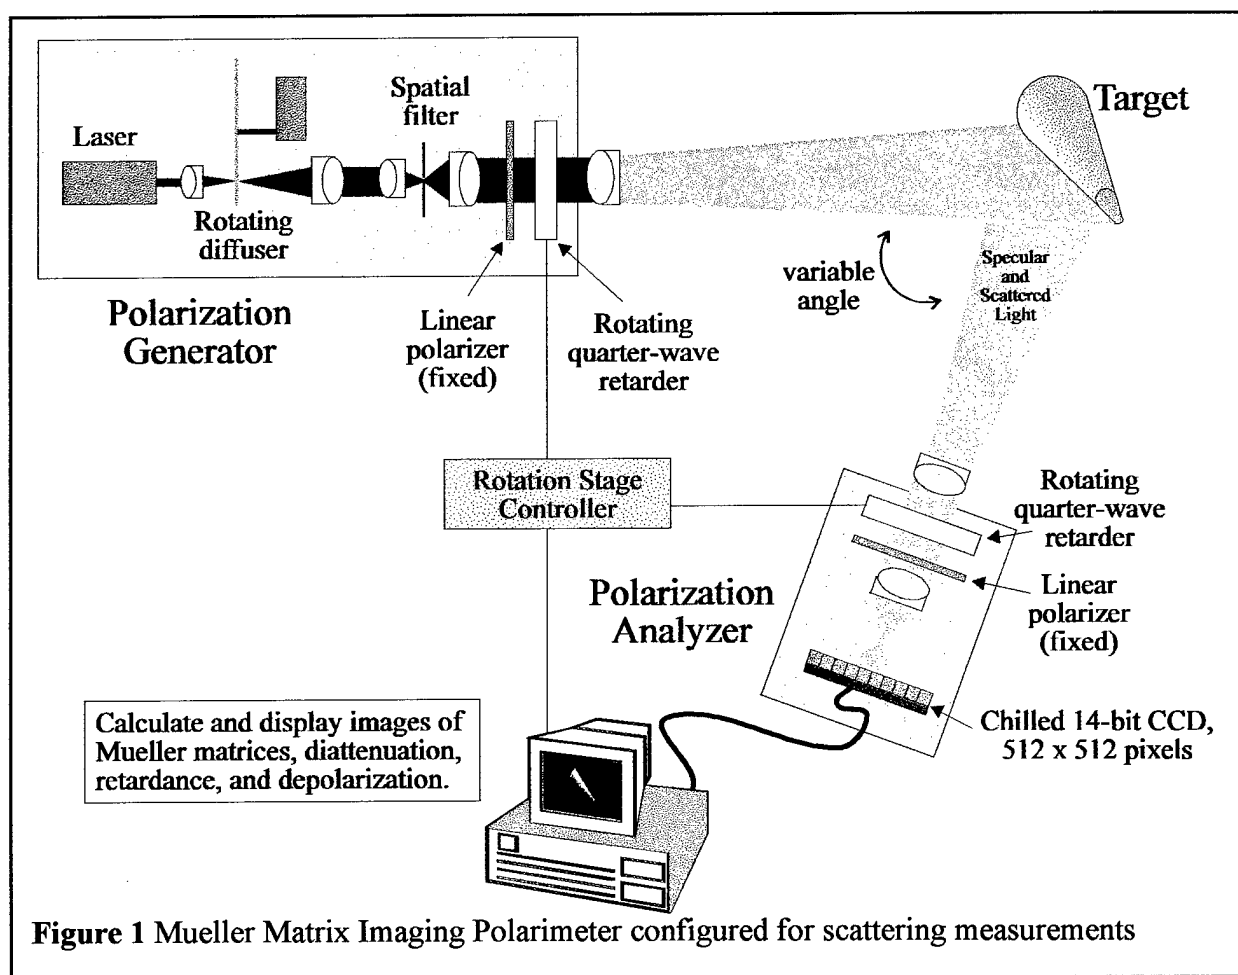 Laser
Rotating
diffuser
Spatial
filter
Target
Polarization
Generator
Linear
polarizer
(fixed)
Rotating
quarter-wave
retarder
variable
angle
Specular
and
Scattered
Light
Rotation Stage
Controller
Rotating
quarter-wave
retarder
Linear
polarizer
(fixed)
Polarization
Analyzer
Chilled 14-bit CCD,
512 x 512 pixels
Calculate and display images of
Mueller matrices, diattenuation,
retardance, and depolarization.
Figure 1 Mueller Matrix Imaging Polarimeter configured for scattering measurements